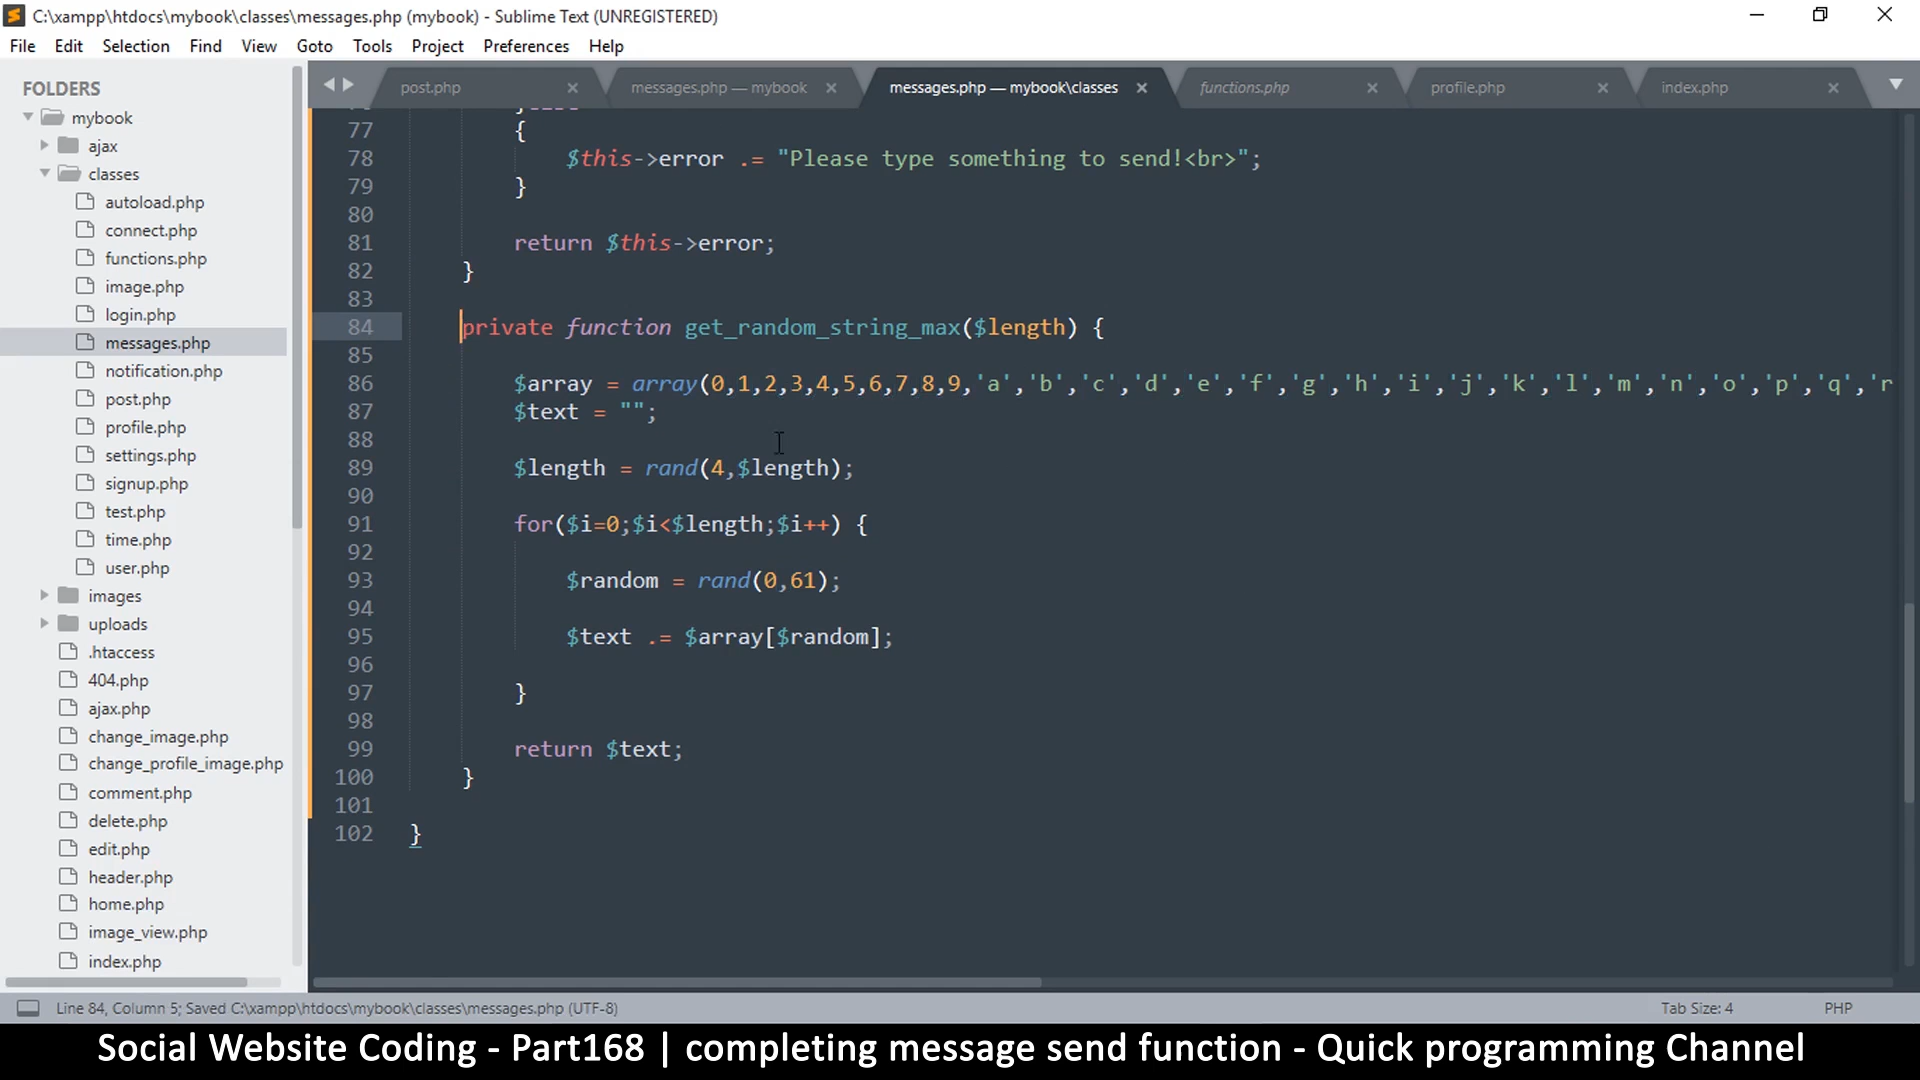 C:\xampp\htdocs\mybook\classes\messages.php (mybook) - Sublime Text (UNREGISTERED)
File Edit Selection Find View Goto Tools Project Preferences Help
FOLDERS
mybook
ajax
classes
autoload.php
connect.php
functions.php
image.php
login.php
messages.php
notification.php
post.php
profile.php
settings.php
signup.php
test.php
time.php
user.php
images
uploads
.htaccess
404.php
ajax.php
change_image.php
change_profile_image.php
comment.php
delete.php
edit.php
header.php
home.php
image_view.php
index.php
post.php messages.php — mybook messages.php — mybook\classes functions.php profile.php index.php
77 {
78 $this->error .= "Please type something to send!<br>";
79 }
80
81 return $this->error;
82 }
83
84 private function get_random_string_max($length) {
85
86 $array = array(0,1,2,3,4,5,6,7,8,9,'a','b','c','d','e','f','g','h','i','j','k','l','m','n','o','p','q','r
87 $text = "";
88
89 $length = rand(4,$length);
90
91 for($i=0;$i<$length;$i++) {
92
93 $random = rand(0,61);
94
95 $text .= $array[$random];
96
97 }
98
99 return $text;
100 }
101
102 }
Line 84, Column 5; Saved C:\xampp\htdocs\mybook\classes\messages.php (UTF-8) Tab Size: 4 PHP
Social Website Coding - Part168 | completing message send function - Quick programming Channel